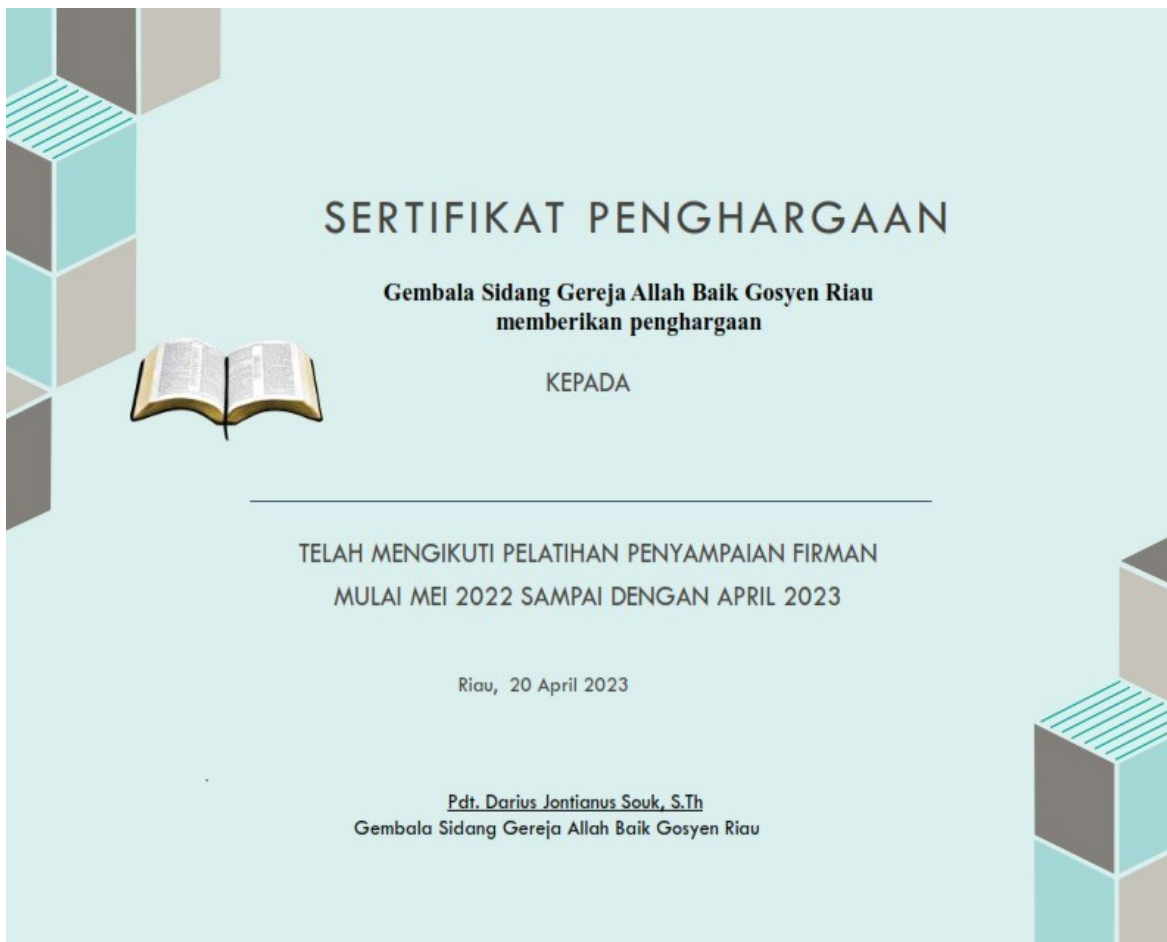 SERTIFIKAT PENGHARGAAN
Gembala Sidang Gereja Allah Baik Gosyen Riau
memberikan penghargaan
KEPADA
TELAH MENGIKUTI PELATIHAN PENYAMPAIAN FIRMAN
MULAI MEI 2022 SAMPAI DENGAN APRIL 2023
Riau, 20 April 2023
Pdt. Darius Jontianus Souk, S.Th
Gembala Sidang Gereja Allah Baik Gosyen Riau